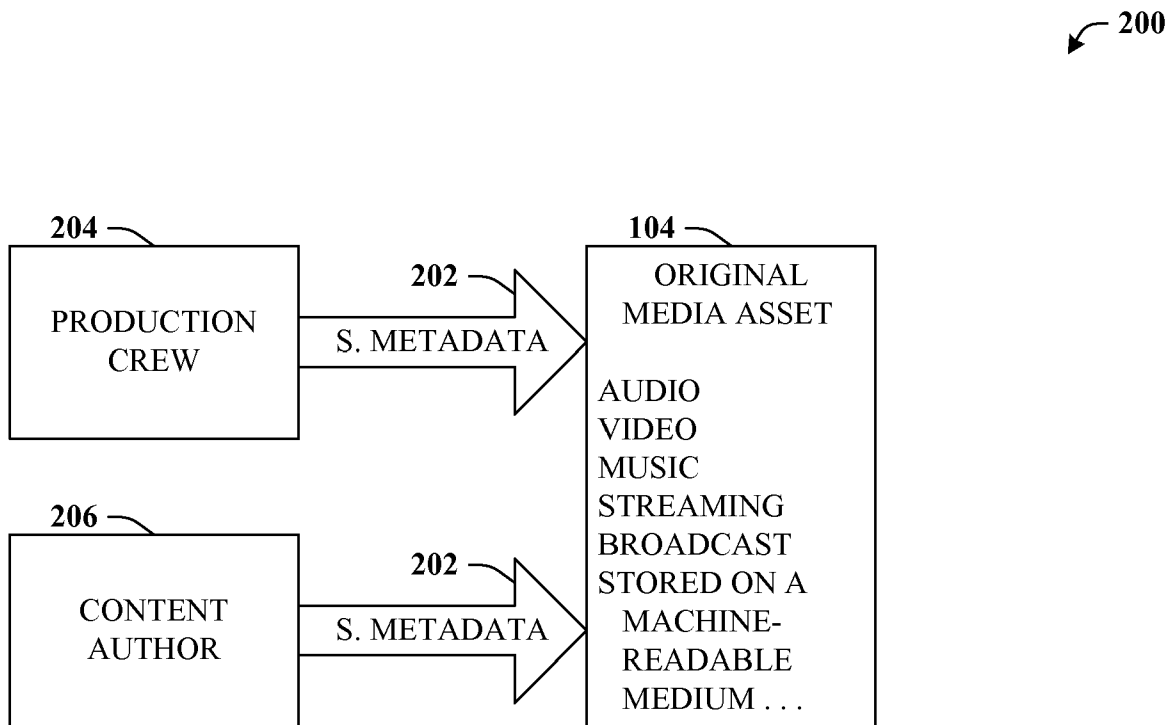 200
204
PRODUCTION
CREW
202
S. METADATA
104
ORIGINAL
MEDIA ASSET
AUDIO
VIDEO
MUSIC
STREAMING
BROADCAST
STORED ON A
MACHINE-
READABLE
MEDIUM . . .
206
CONTENT
AUTHOR
202
S. METADATA